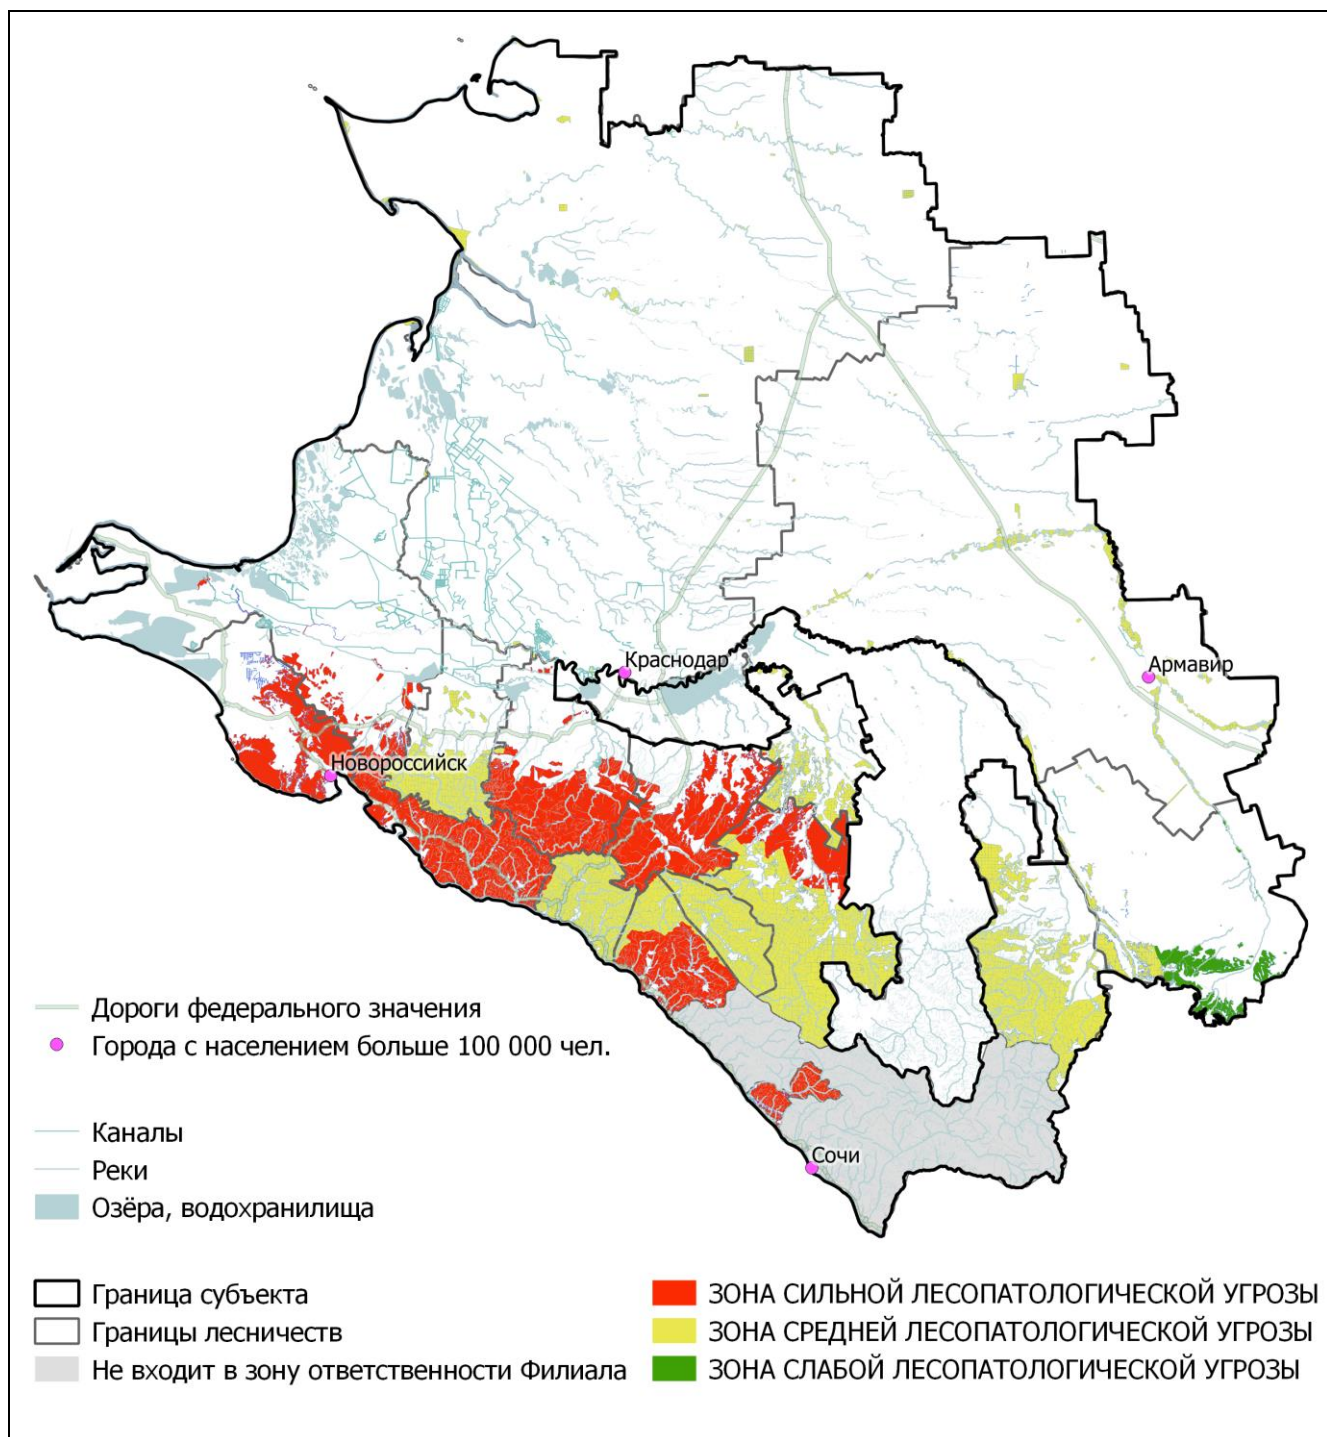 Краснодар
Армавир
Новороссийск
Дороги федерального значения
Города с населением больше 100 000 чел.
Каналы
Сочи
Реки
Озёра, водохранилища
Граница субъекта
Границы лесничеств
Не входит в зону ответственности Филиала
ЗОНА СИЛЬНОЙ ЛЕСОПАТОЛОГИЧЕСКОЙ УГРОЗЫ
ЗОНА СРЕДНЕЙ ЛЕСОПАТОЛОГИЧЕСКОЙ УГРОЗЫ
ЗОНА СЛАБОЙ ЛЕСОПАТОЛОГИЧЕСКОЙ УГРОЗЫ